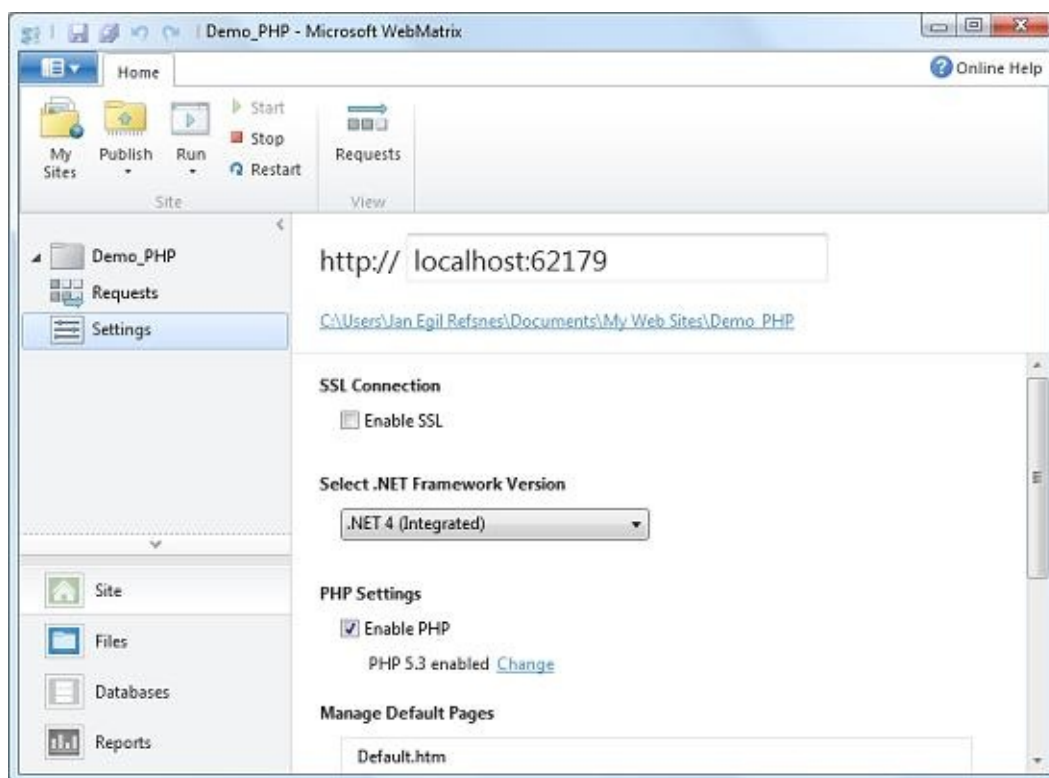 Demo_PHP - Microsoft WebMatrix
Home
Online Help
My Sites
Publish
Run
Start
Stop
Restart
Requests
Site
View
Demo_PHP
Requests
Settings
http:// localhost:62179
C:\Users\Jan Egil Refsnes\Documents\My Web Sites\Demo_PHP
SSL Connection
Enable SSL
Select .NET Framework Version
.NET 4 (Integrated)
PHP Settings
Enable PHP
PHP 5.3 enabled Change
Manage Default Pages
Default.htm
Site
Files
Databases
Reports